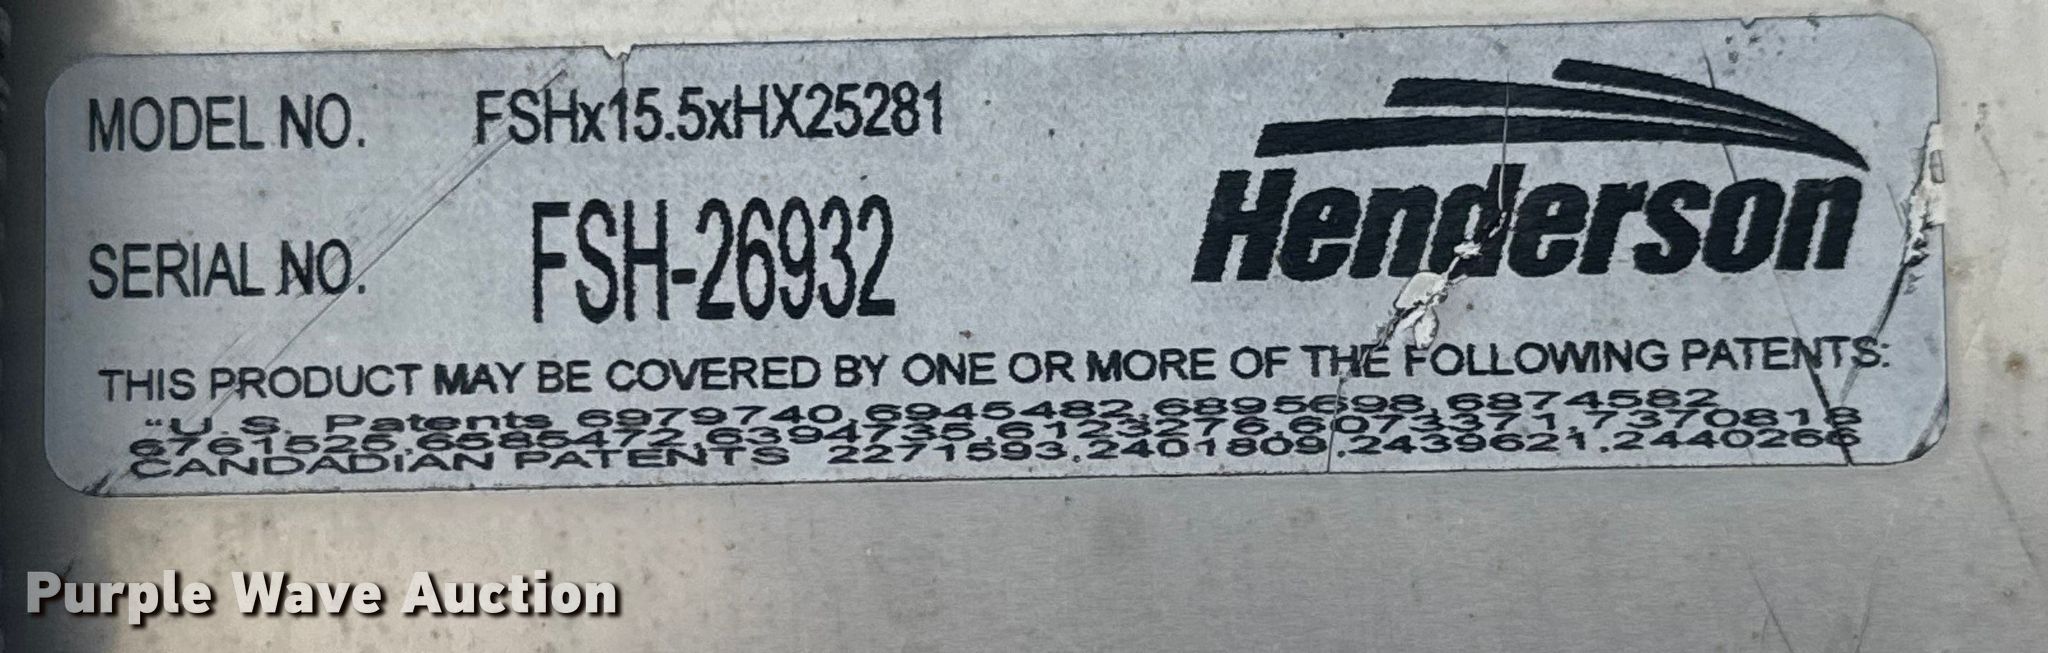 MODEL NO. FSHx15.5xHX25281
Henderson
SERIAL NO. FSH-26932
THIS PRODUCT MAY BE COVERED BY ONE OR MORE OF THE FOLLOWING PATENTS:
"U.S. Patents 6979740,6945482,6895698,6874582
6761525,6585472,6394735,6123276,6073371,7370818
CANDADIAN PATENTS 2271593,2401809,2439621,2440266
Purple Wave Auction